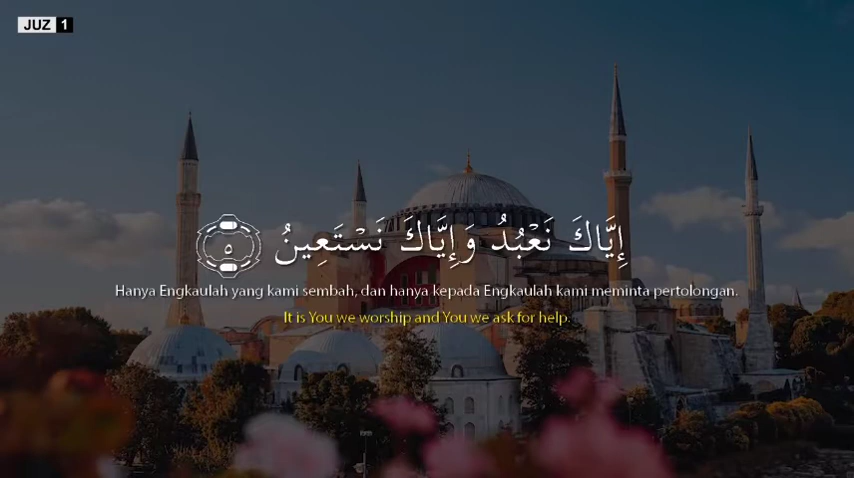 JUZ 1
إِيَّاكَ نَعْبُدُ وَإِيَّاكَ نَسْتَعِينُ ٥
Hanya Engkaulah yang kami sembah, dan hanya kepada Engkaulah kami meminta pertolongan.
It is You we worship and You we ask for help.